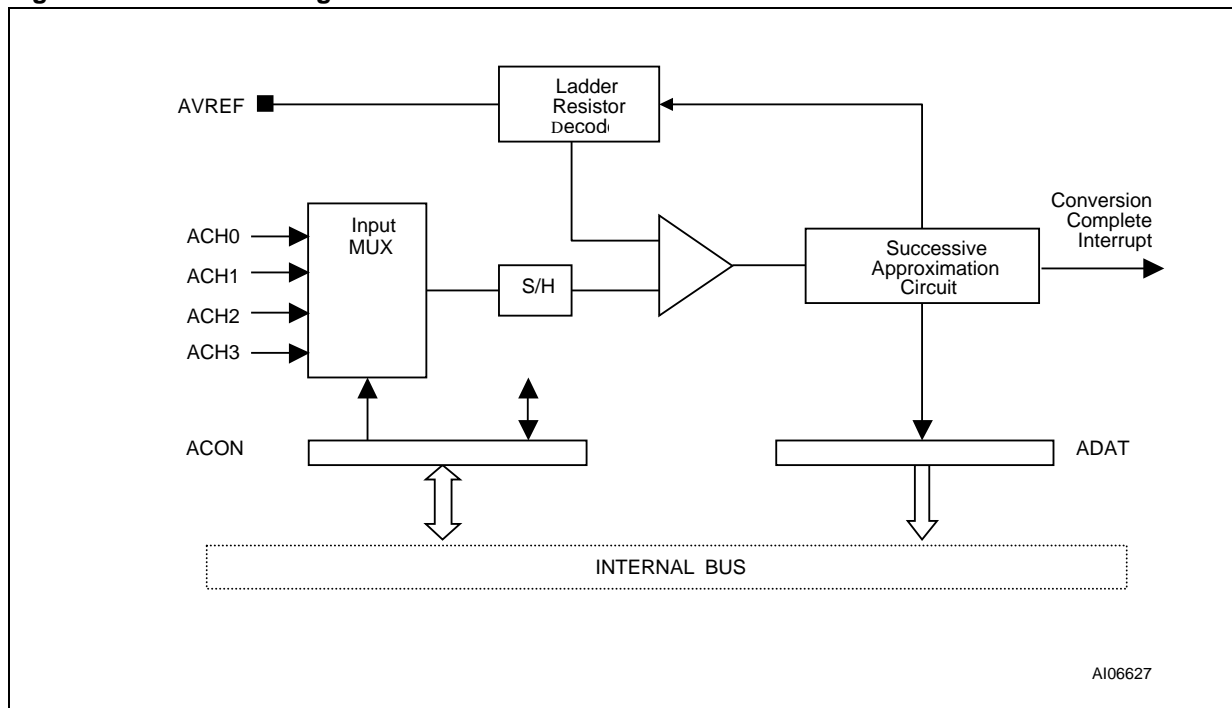 AVREF
Ladder
Resistor
Decode
ACH0
ACH1
ACH2
ACH3
Input
MUX
S/H
Successive
Approximation
Circuit
Conversion
Complete
Interrupt
ACON
ADAT
INTERNAL BUS
AI06627